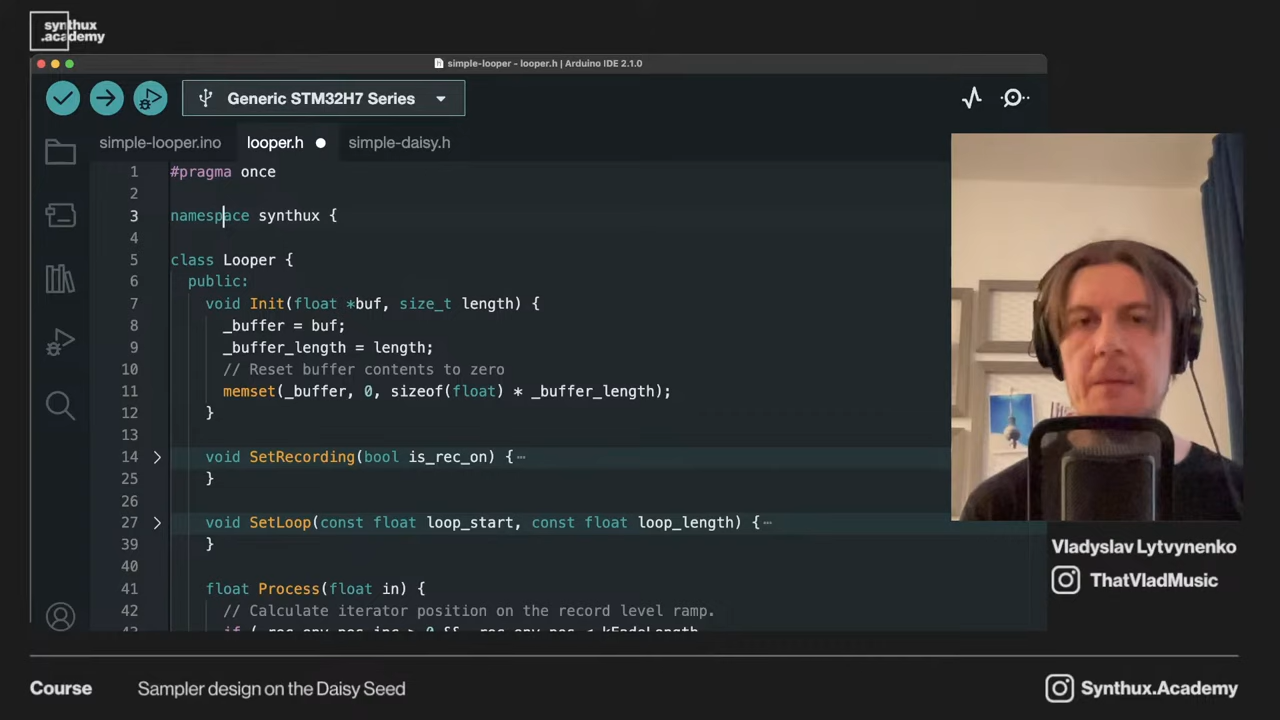 synthux
.academy
simple-looper - looper.h | Arduino IDE 2.1.0
Generic STM32H7 Series
simple-looper.ino looper.h simple-daisy.h
1 #pragma once
2
3 namespace synthux {
4
5 class Looper {
6 public:
7 void Init(float *buf, size_t length) {
8 _buffer = buf;
9 _buffer_length = length;
10 // Reset buffer contents to zero
11 memset(_buffer, 0, sizeof(float) * _buffer_length);
12 }
13
14 void SetRecording(bool is_rec_on) {
25 }
26
27 void SetLoop(const float loop_start, const float loop_length) {
39 }
40
41 float Process(float in) {
42 // Calculate iterator position on the record level ramp.
Vladyslav Lytvynenko
ThatVladMusic
Course Sampler design on the Daisy Seed
Synthux.Academy